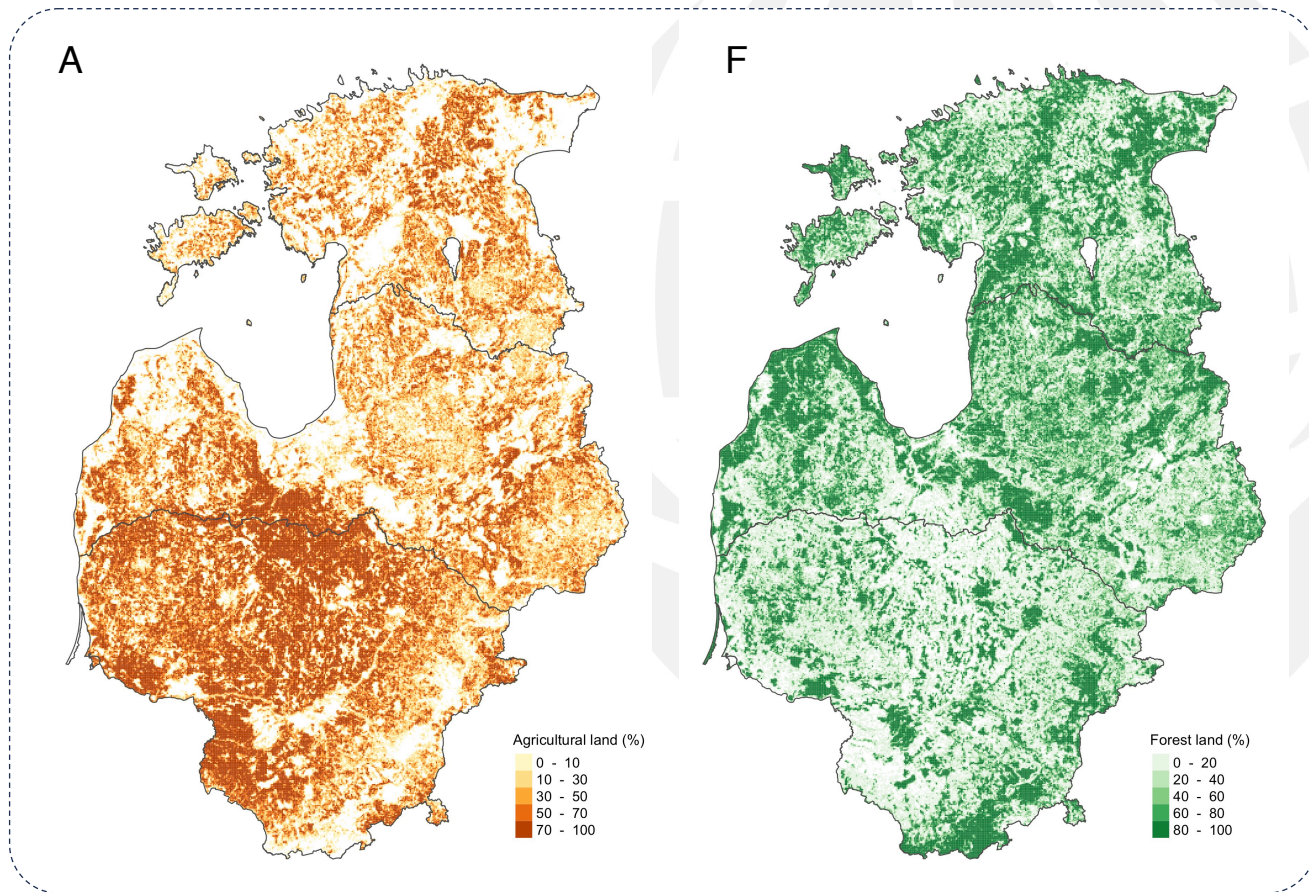 A
F
Agricultural land (%)
0 - 10
10 - 30
30 - 50
50 - 70
70 - 100
Forest land (%)
0 - 20
20 - 40
40 - 60
60 - 80
80 - 100